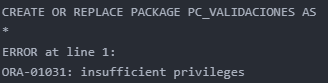 CREATE OR REPLACE PACKAGE PC_VALIDACIONES AS
*
ERROR at line 1:
ORA-01031: insufficient privileges